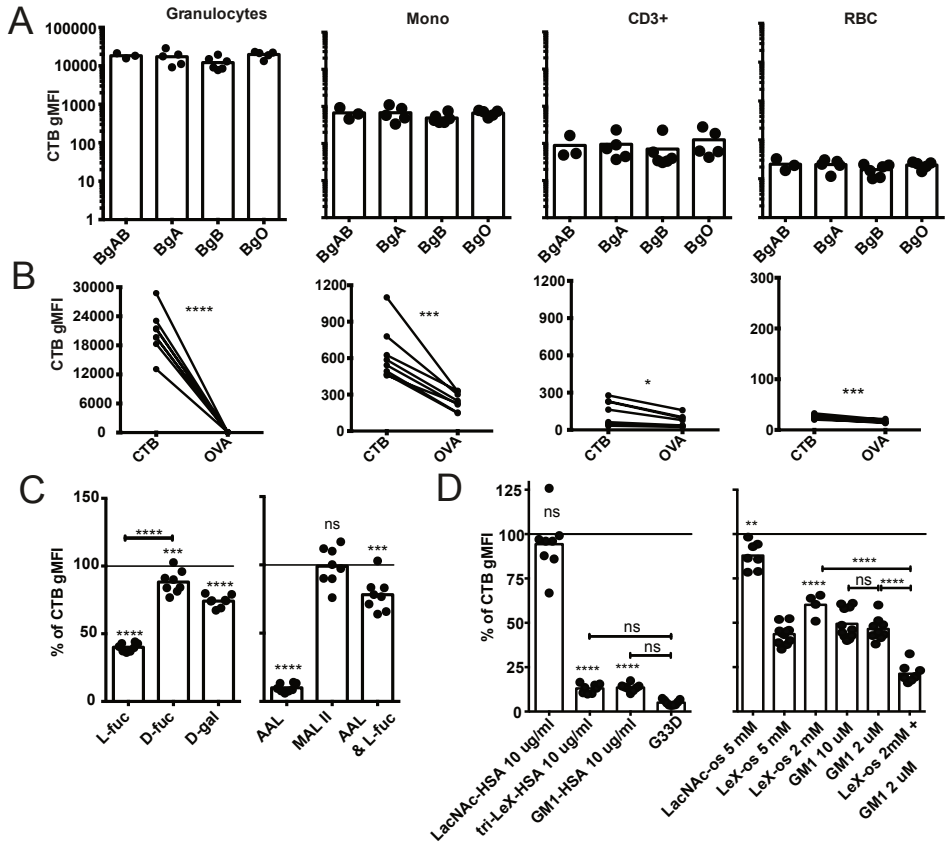 A
Granulocytes
Mono
CD3+
RBC
CTB gMFI
100000
10000
1000
100
10
1
BgAB
BgA
BgB
BgO
BgAB
BgA
BgB
BgO
BgAB
BgA
BgB
BgO
BgAB
BgA
BgB
BgO
B
CTB gMFI
30000
24000
18000
12000
6000
0
****
CTB
OVA
1200
900
600
300
0
***
CTB
OVA
1200
900
600
300
0
*
CTB
OVA
300
200
100
0
***
CTB
OVA
C
% of CTB gMFI
150
100
50
0
****
****
***
****
L-fuc
D-fuc
D-gal
****
ns
***
AAL
MAL II
AAL
& L-fuc
D
% of CTB gMFI
125
100
75
50
25
0
ns
****
****
ns
ns
LacNAc-HSA 10 ug/ml
tri-LeX-HSA 10 ug/ml
GM1-HSA 10 ug/ml
G33D
**
****
****
ns
****
LacNAc-os 5 mM
LeX-os 5 mM
LeX-os 2 mM
GM1 10 uM
GM1 2 uM
LeX-os 2mM +
GM1 2 uM